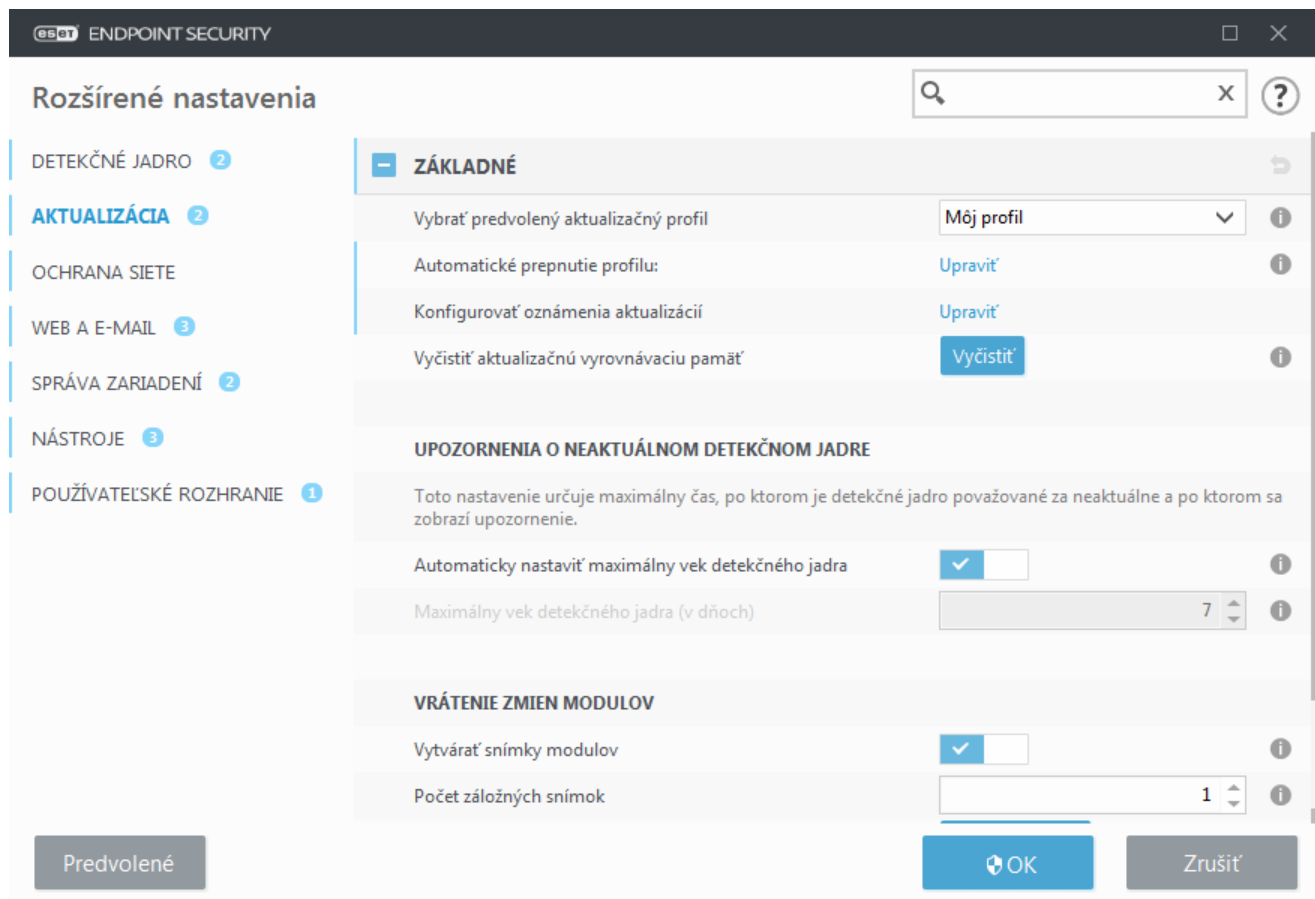 eset ENDPOINT SECURITY
Rozšírené nastavenia
DETEKČNÉ JADRO 2
AKTUALIZÁCIA 2
OCHRANA SIETE
WEB A E-MAIL 3
SPRÁVA ZARIADENÍ 2
NÁSTROJE 3
POUŽÍVATEĽSKÉ ROZHRANIE 1
ZÁKLADNÉ
Vybrať predvolený aktualizačný profil Môj profil
Automatické prepnutie profilu: Upraviť
Konfigurovať oznámenia aktualizácií Upraviť
Vyčistiť aktualizačnú vyrovnávaciu pamäť Vyčistiť
UPOZORNENIA O NEAKTUÁLNOM DETEKČNOM JADRE
Toto nastavenie určuje maximálny čas, po ktorom je detekčné jadro považované za neaktuálne a po ktorom sa
zobrazí upozornenie.
Automaticky nastaviť maximálny vek detekčného jadra
Maximálny vek detekčného jadra (v dňoch) 7
VRÁTENIE ZMIEN MODULOV
Vytvárať snímky modulov
Počet záložných snímok 1
Predvolené OK Zrušiť